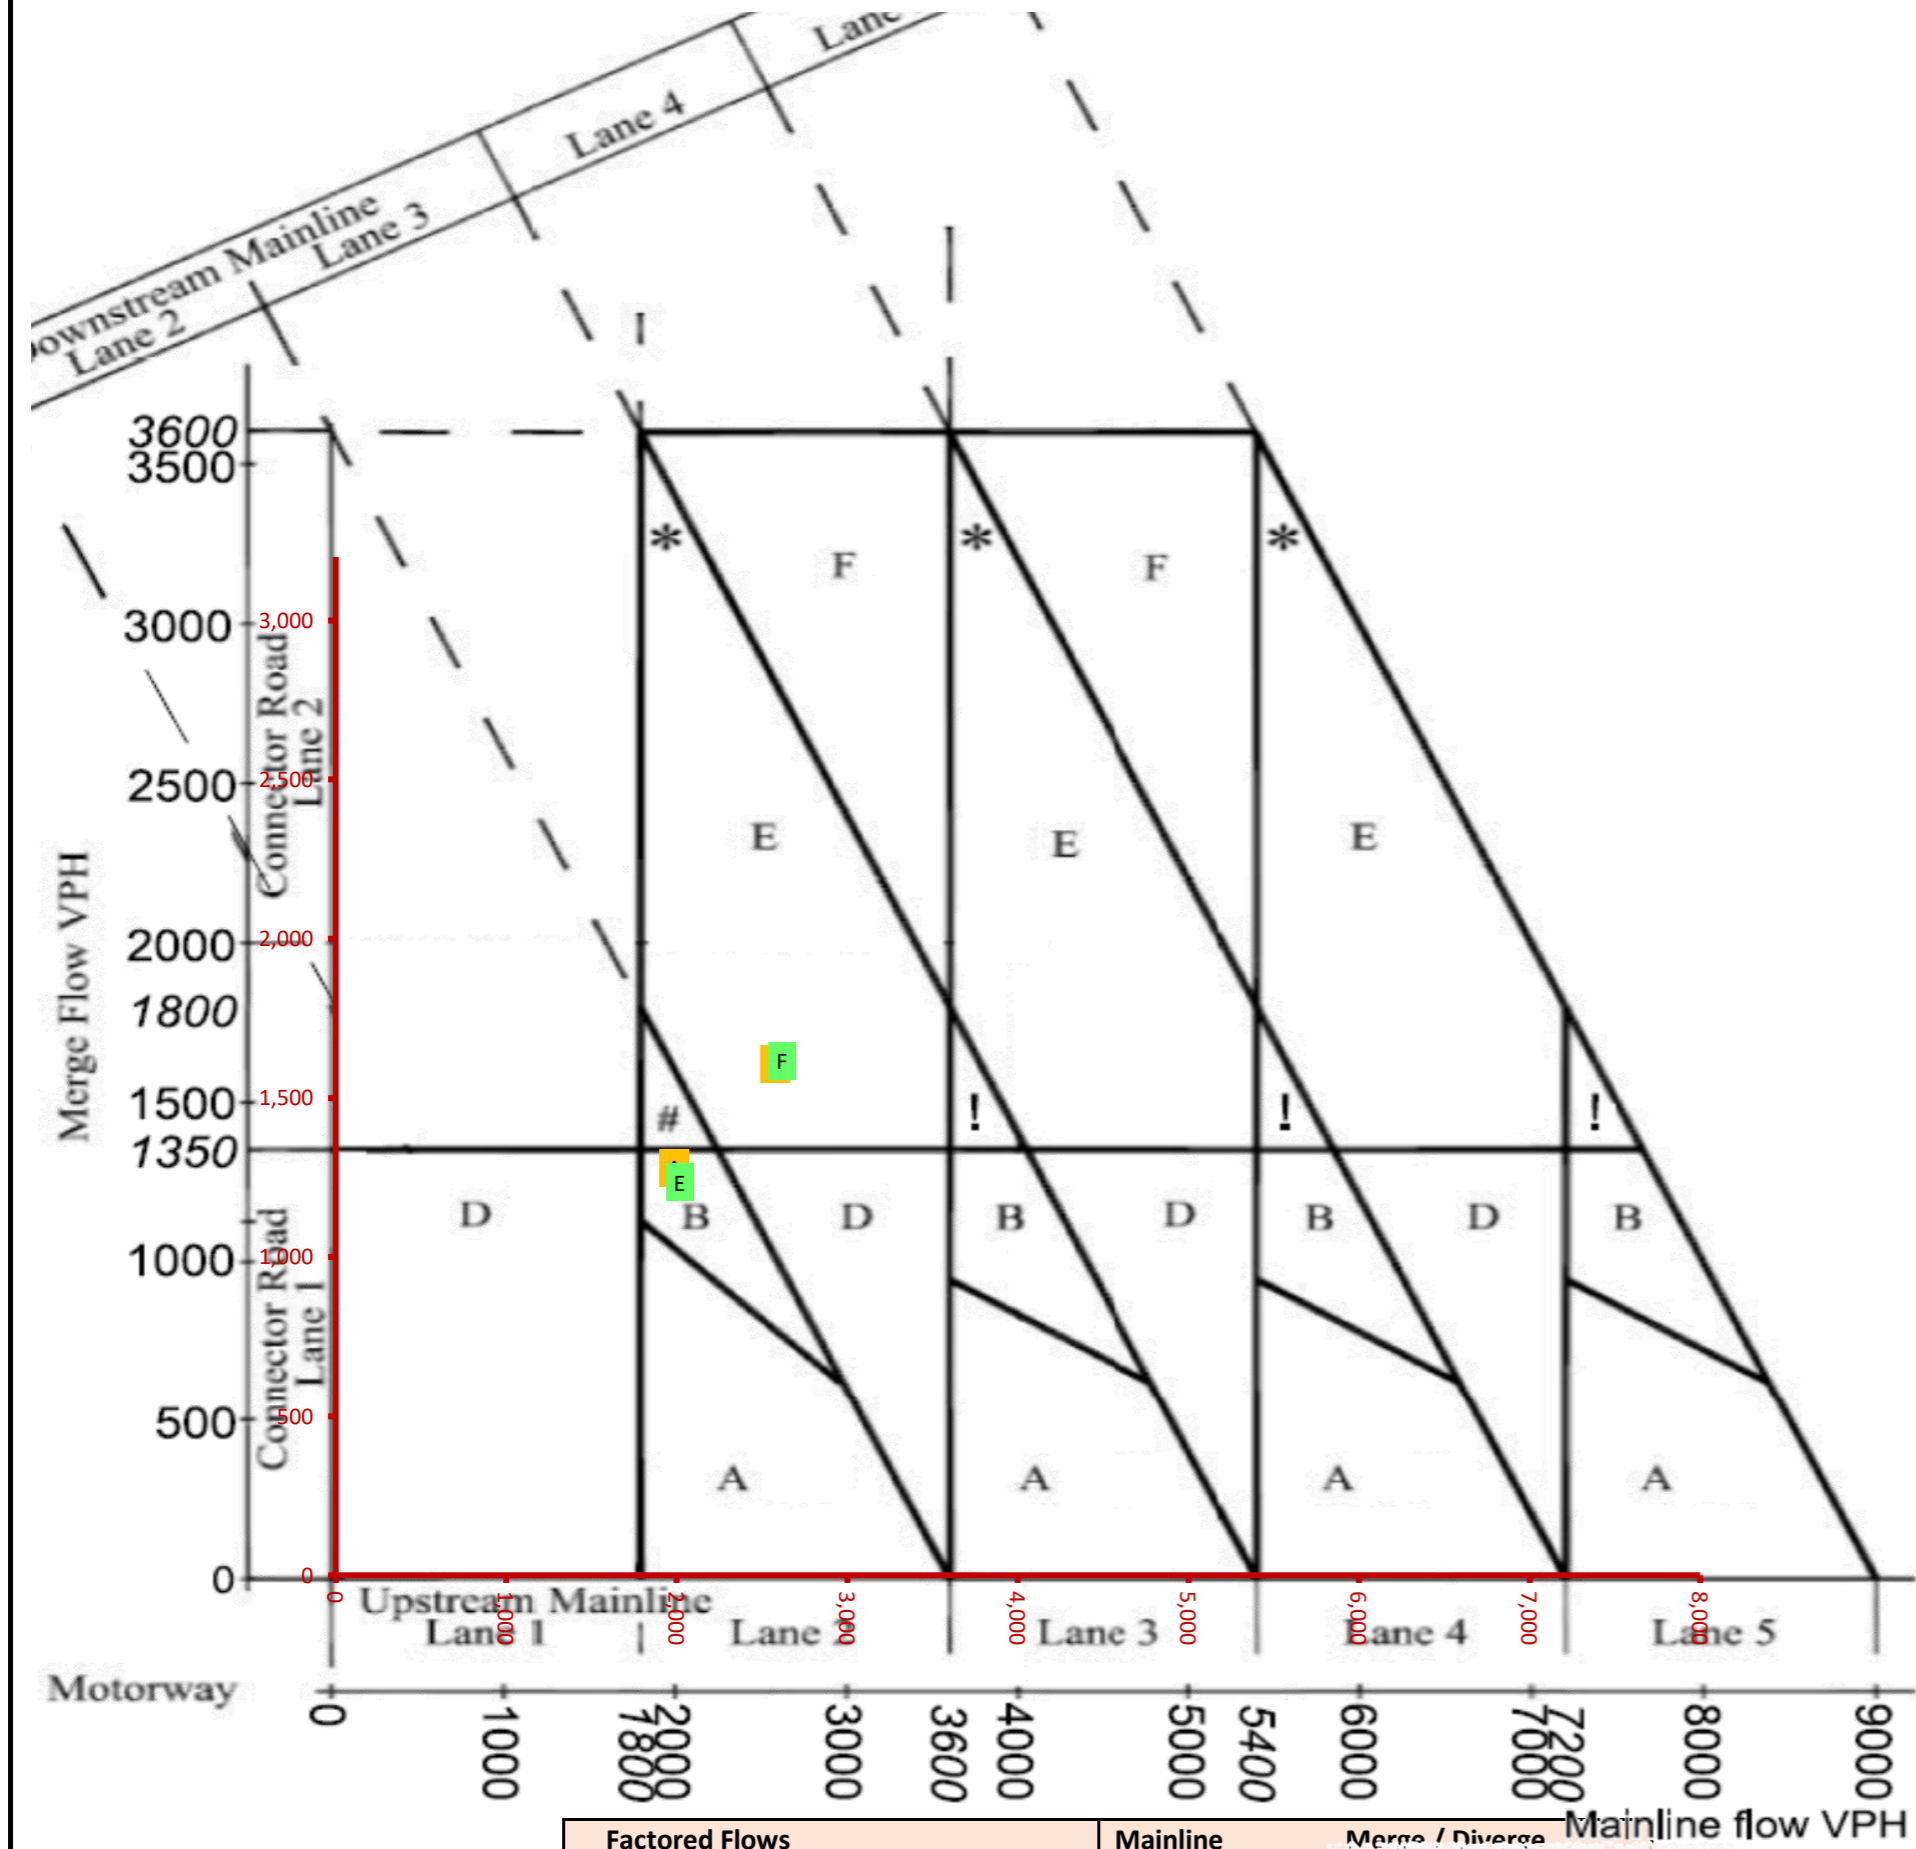 Lane
Lane 4
Downstream Mainline
Lane 3
Lane 2
3600
3500
3000
2500
2000
1800
1500
1350
1000
500
0
Merge Flow VPH
Connector Road
Lane 2
Connector Road
Lane 1
3,000
2,500
2,000
1,500
1,000
500
0
* * *
F F
E E E
F
# ! ! !
E
D B D B D B D B
A A A A
0 1,000 2,000 3,000 4,000 5,000 6,000 7,000 8,000
Upstream Mainline
Lane 1 Lane 2 Lane 3 Lane 4 Lane 5
Motorway
0 1000 1800 2000 3000 3600 4000 5000 5400 6000 7000 7200 8000 9000
Mainline flow VPH
Factored Flows Mainline Merge / Diverge